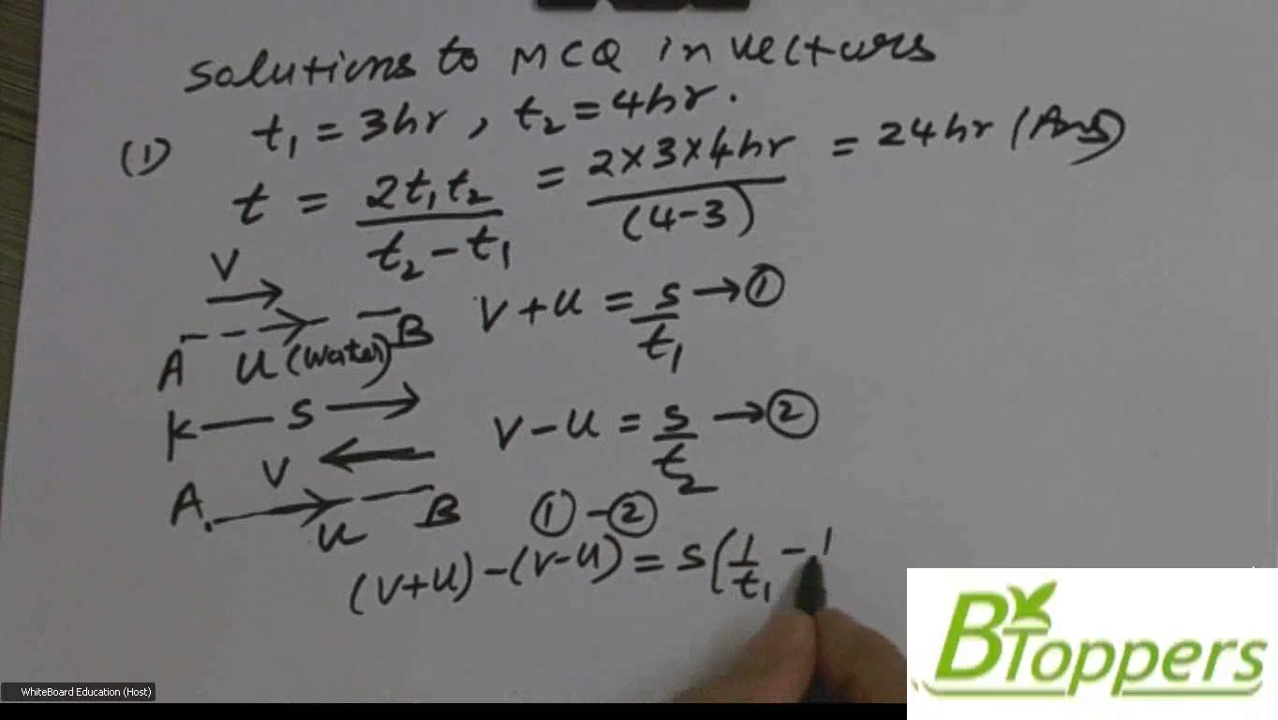 Solutions to MCQ in vectors
(1) t₁ = 3hr, t₂ = 4hr.
t = 2t₁t₂ / t₂ - t₁ = 2×3×4hr / (4-3) = 24hr (Ans)
V
A U (Water) B V + U = S/t₁ → ①
K — S → V - U = S/t₂ → ②
V
A. U B ① - ②
(V+U) - (V-U) = S(1/t₁ - 1
BToppers
WhiteBoard Education (Host)